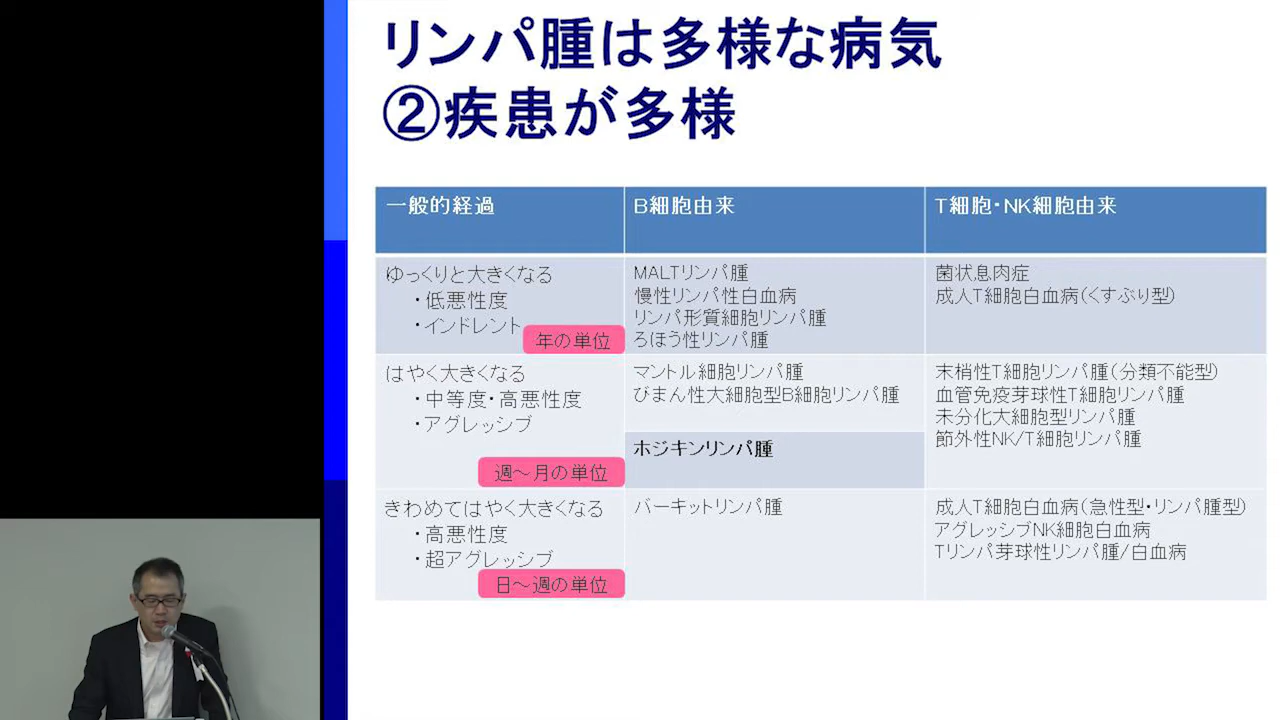 リンパ腫は多様な病気
②疾患が多様
一般的経過
B細胞由来
T細胞・NK細胞由来
ゆっくりと大きくなる
・低悪性度
・インドレント
年の単位
MALTリンパ腫
慢性リンパ性白血病
リンパ形質細胞リンパ腫
ろほう性リンパ腫
菌状息肉症
成人T細胞白血病(くすぶり型)
はやく大きくなる
・中等度・高悪性度
・アグレッシブ
週～月の単位
マントル細胞リンパ腫
びまん性大細胞型B細胞リンパ腫
ホジキンリンパ腫
末梢性T細胞リンパ腫(分類不能型)
血管免疫芽球性T細胞リンパ腫
未分化大細胞型リンパ腫
節外性NK/T細胞リンパ腫
きわめてはやく大きくなる
・高悪性度
・超アグレッシブ
日～週の単位
バーキットリンパ腫
成人T細胞白血病(急性型・リンパ腫型)
アグレッシブNK細胞白血病
Tリンパ芽球性リンパ腫/白血病